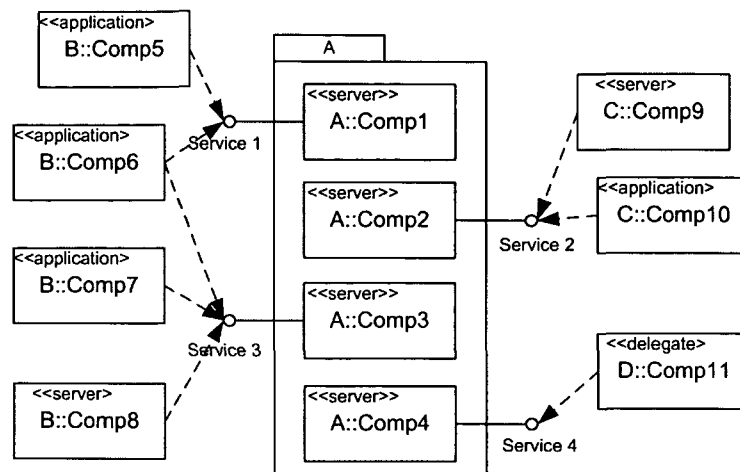 <<application>
B::Comp5
A
<<server>>
A::Comp1
Service 1
<<server>
C::Comp9
<<application>
B::Comp6
<<server>>
A::Comp2
<<application>
C::Comp10
Service 2
<<application>
B::Comp7
<<server>>
A::Comp3
Service 3
<<delegate>
D::Comp11
<<server>
B::Comp8
<<server>>
A::Comp4
Service 4